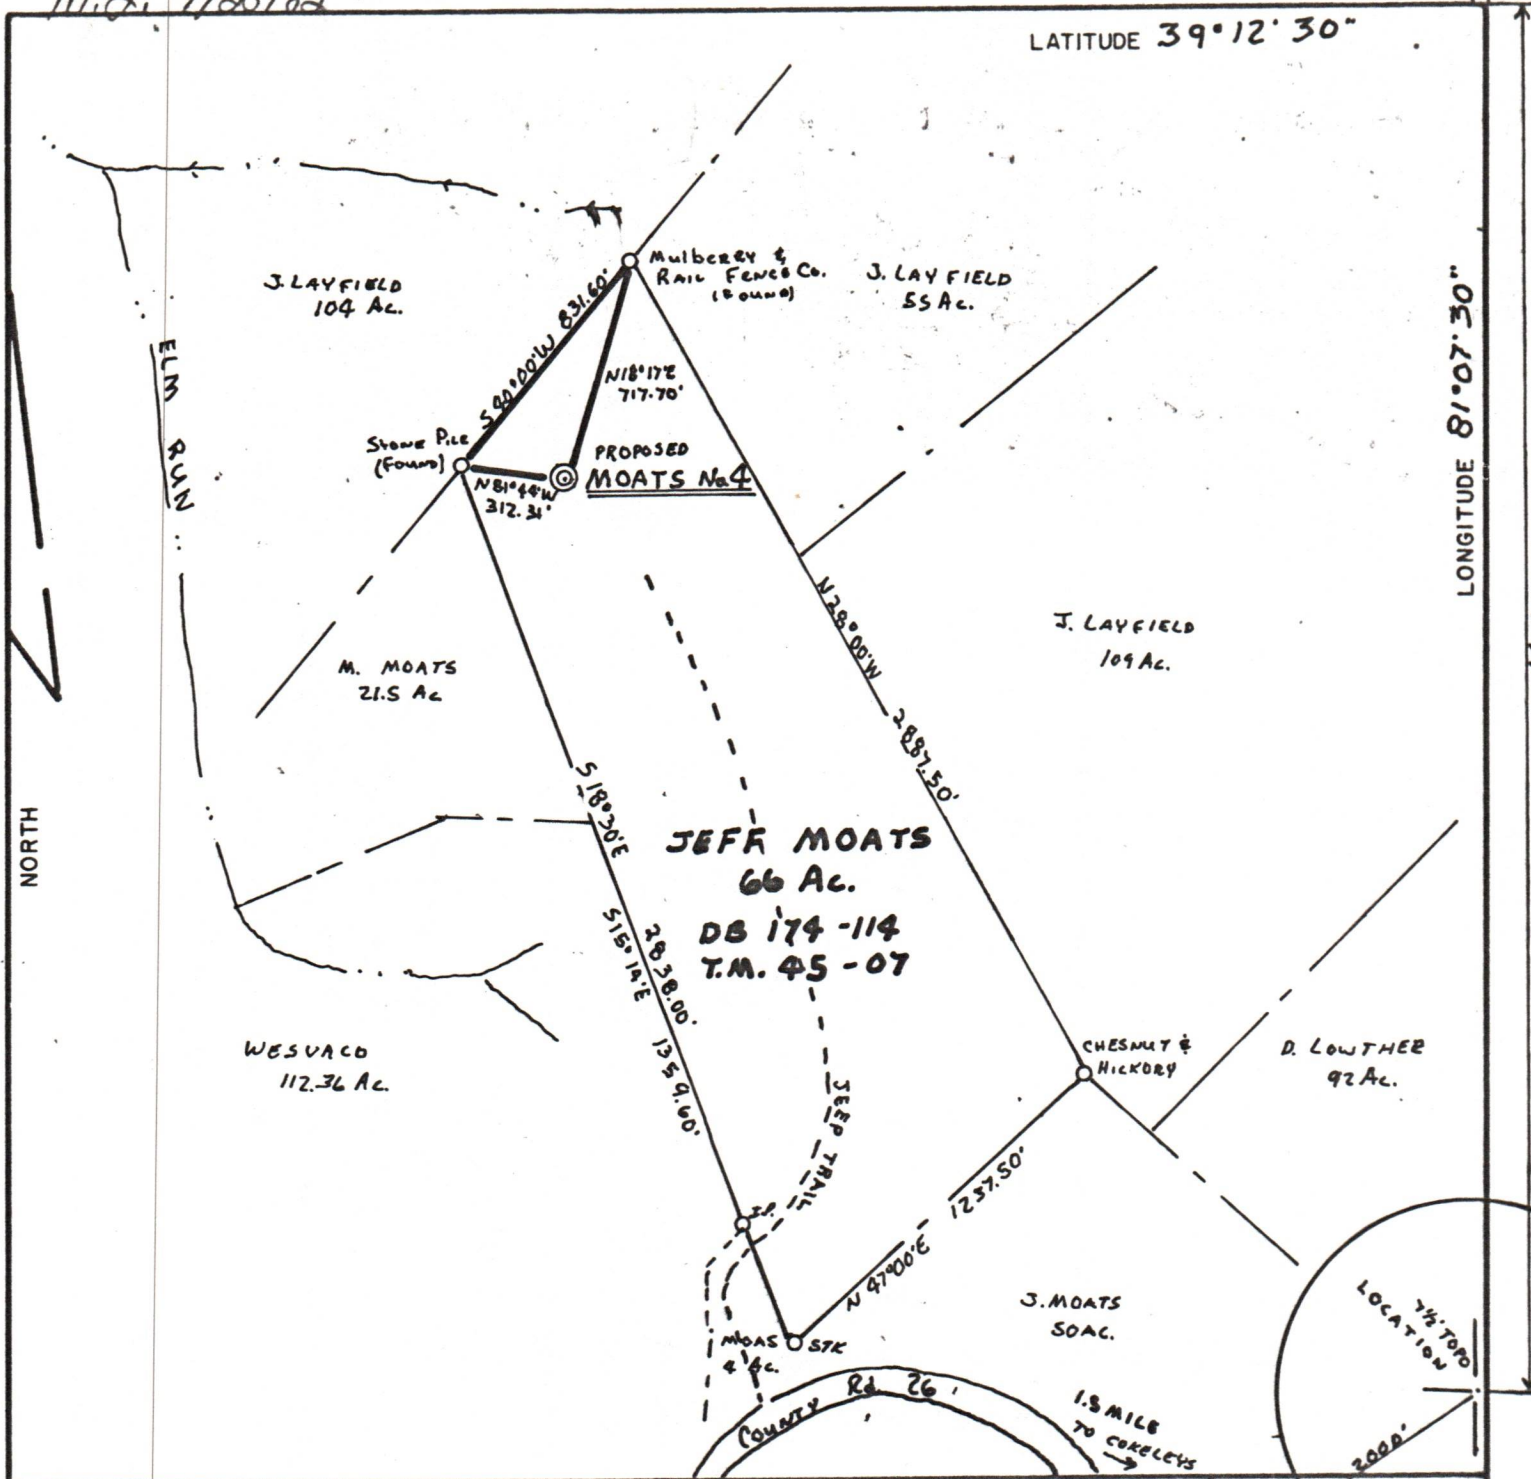 LATITUDE 39°12'30"
Mulberry &
RAIL FENCE Co.
(FOUND)
J. LAYFIELD
104 Ac.
J. LAYFIELD
55 Ac.
S 40°00'W 831.60'
N18°17'E
717.70'
LONGITUDE 81°07'30"
ELM RUN
Stone Pile
(Found)
PROPOSED
MOATS No 4
N81°44'W
312.31'
N28°00'W
2887.50'
J. LAYFIELD
109 Ac.
M. MOATS
21.5 Ac
S 18°30'E
2838.00'
NORTH
JEFF MOATS
66 Ac.
DB 174-114
T.M. 45-07
S15°14'E
1359.60'
WESVACO
112.36 Ac.
CHESNUT &
HICKORY
D. LOWTHER
92 Ac.
JEEP TRAIL
I.P.
1237.50'
N 47°00'E
J. MOATS
50 AC.
MOAS
4 Ac.
STK
7½' TOPO
LOCATION
County Rd. 26
1.3 MILE
TO COKELEYS
2000'